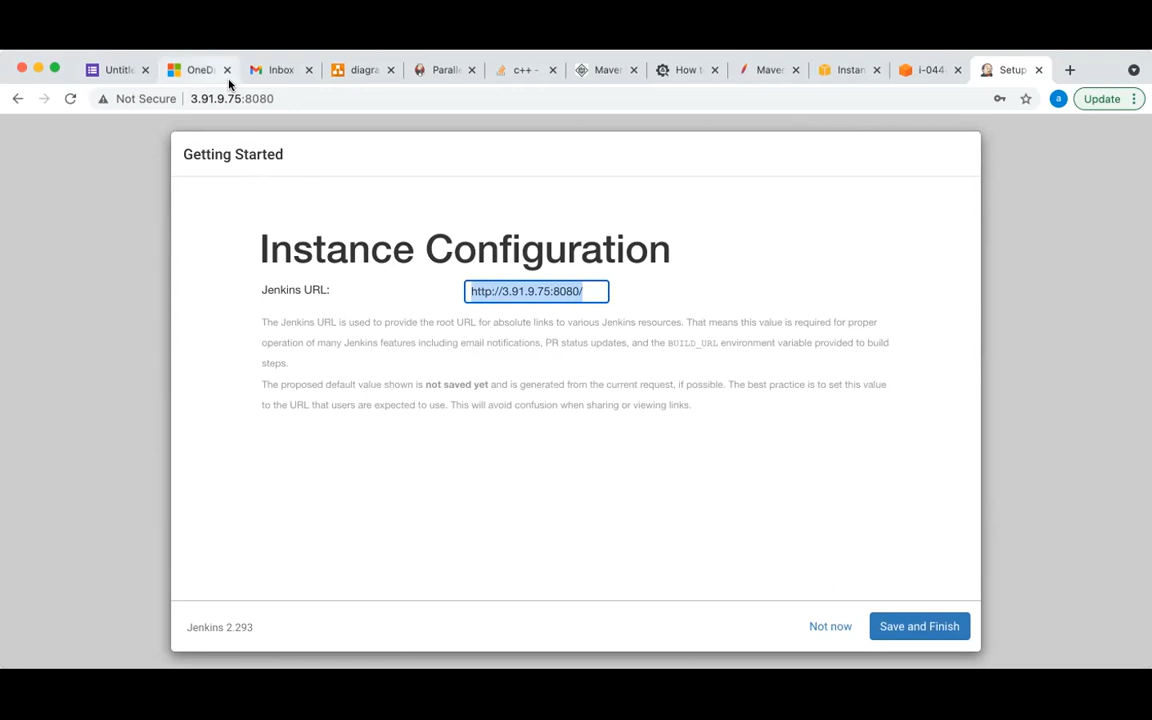 Untitle
OneDr
Inbox
diagra
Paralle
c++ -
Maver
How to
Maven
Instan
i-044
Setup
Not Secure
3.91.9.75:8080
a
Update
Getting Started
Instance Configuration
Jenkins URL:
http://3.91.9.75:8080/
The Jenkins URL is used to provide the root URL for absolute links to various Jenkins resources. That means this value is required for proper
operation of many Jenkins features including email notifications, PR status updates, and the BUILD_URL environment variable provided to build
steps.
The proposed default value shown is not saved yet and is generated from the current request, if possible. The best practice is to set this value
to the URL that users are expected to use. This will avoid confusion when sharing or viewing links.
Jenkins 2.293
Not now
Save and Finish